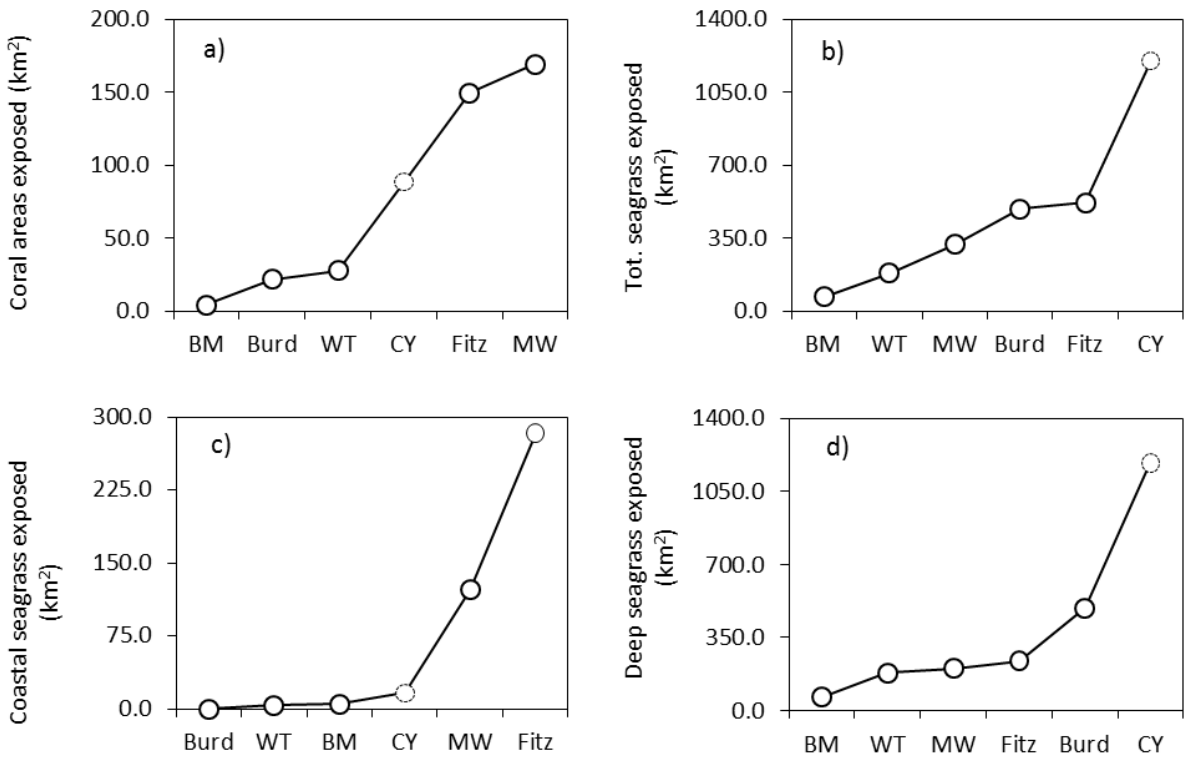 a)
Coral areas exposed (km²)
200.0
150.0
100.0
50.0
0.0
BM Burd WT CY Fitz MW
b)
Tot. seagrass exposed
(km²)
1400.0
1050.0
700.0
350.0
0.0
BM WT MW Burd Fitz CY
c)
Coastal seagrass exposed
(km²)
300.0
225.0
150.0
75.0
0.0
Burd WT BM CY MW Fitz
d)
Deep seagrass exposed
(km²)
1400.0
1050.0
700.0
350.0
0.0
BM WT MW Fitz Burd CY